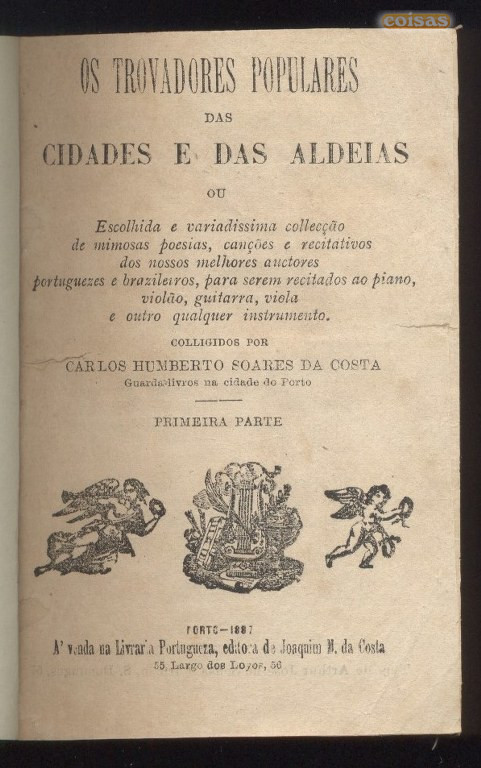 coisas
OS TROVADORES POPULARES
DAS
CIDADES E DAS ALDEIAS
OU
Escolhida e variadissima collecção
de mimosas poesias, canções e recitativos
dos nossos melhores auctores
portuguezes e brazileiros, para serem recitados ao piano,
violão, guitarra, viola
e outro qualquer instrumento.
COLLIGIDOS POR
CARLOS HUMBERTO SOARES DA COSTA
Guarda-livros na cidade do Porto
PRIMEIRA PARTE
PORTO—1887
A' venda na Livraria Portugueza, editora de Joaquim M. da Costa
55, Largo dos Loyos, 56